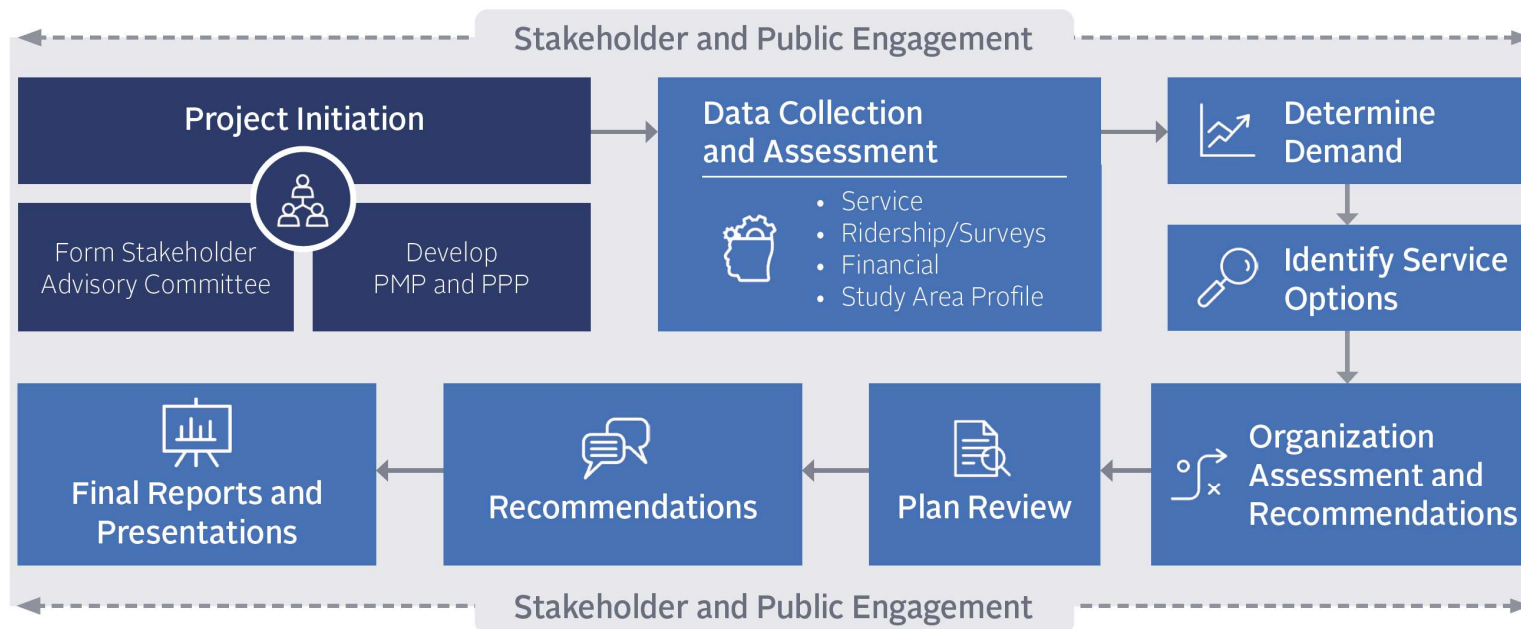 Stakeholder and Public Engagement
Project Initiation
Form Stakeholder
Advisory Committee
Develop
PMP and PPP
Data Collection
and Assessment
• Service
• Ridership/Surveys
• Financial
• Study Area Profile
Determine
Demand
Identify Service
Options
Organization
Assessment and
Recommendations
Plan Review
Recommendations
Final Reports and
Presentations
Stakeholder and Public Engagement